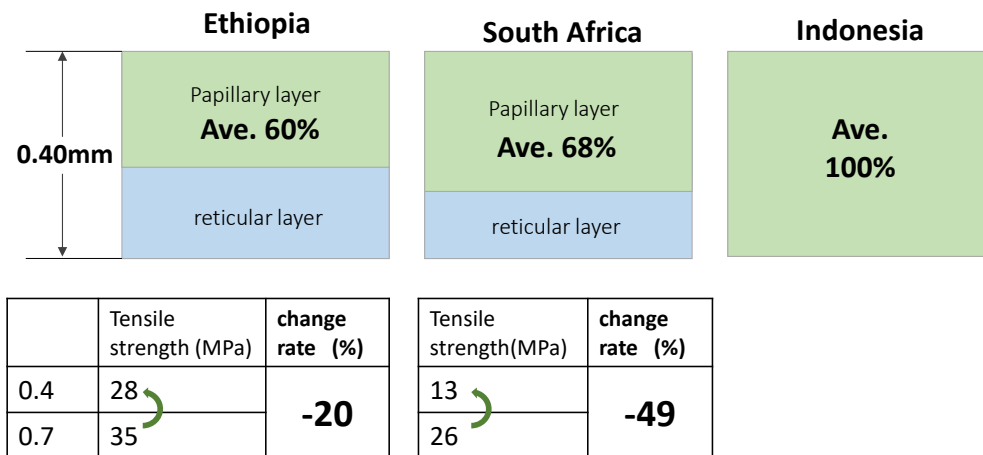 Ethiopia
South Africa
Indonesia
0.40mm
Papillary layer
Ave. 60%
reticular layer
Papillary layer
Ave. 68%
reticular layer
Ave.
100%
Tensile
strength (MPa)
change
rate (%)
0.4
28
-20
0.7
35
Tensile
strength(MPa)
change
rate (%)
13
-49
26